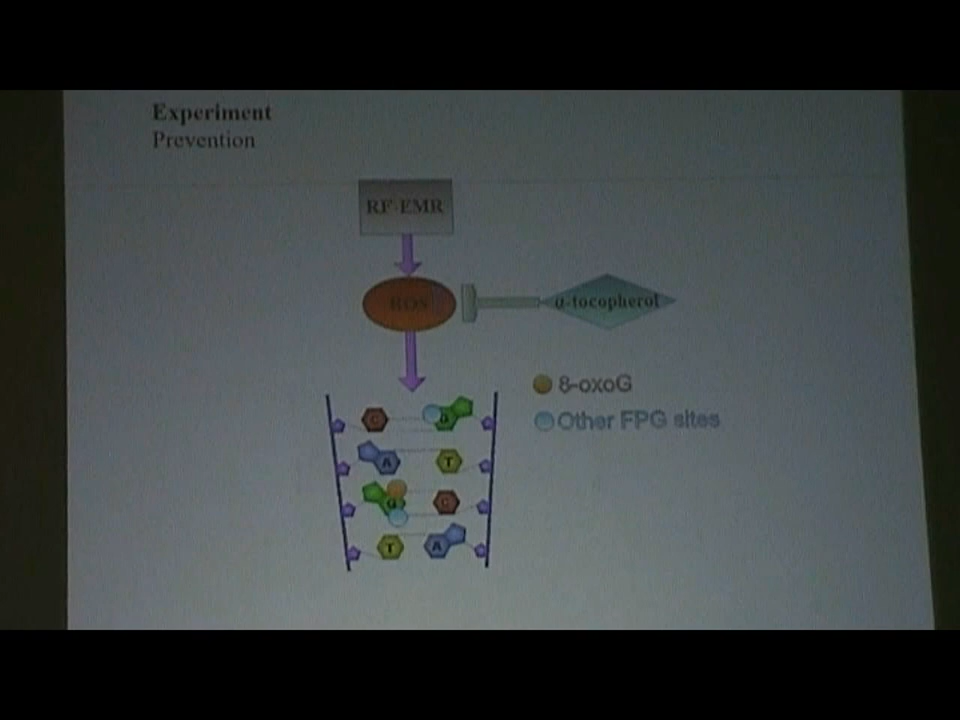 Experiment
Prevention
RF-EMR
ROS
α-tocopherol
8-oxoG
Other FPG sites
C G
A T
G C
T A